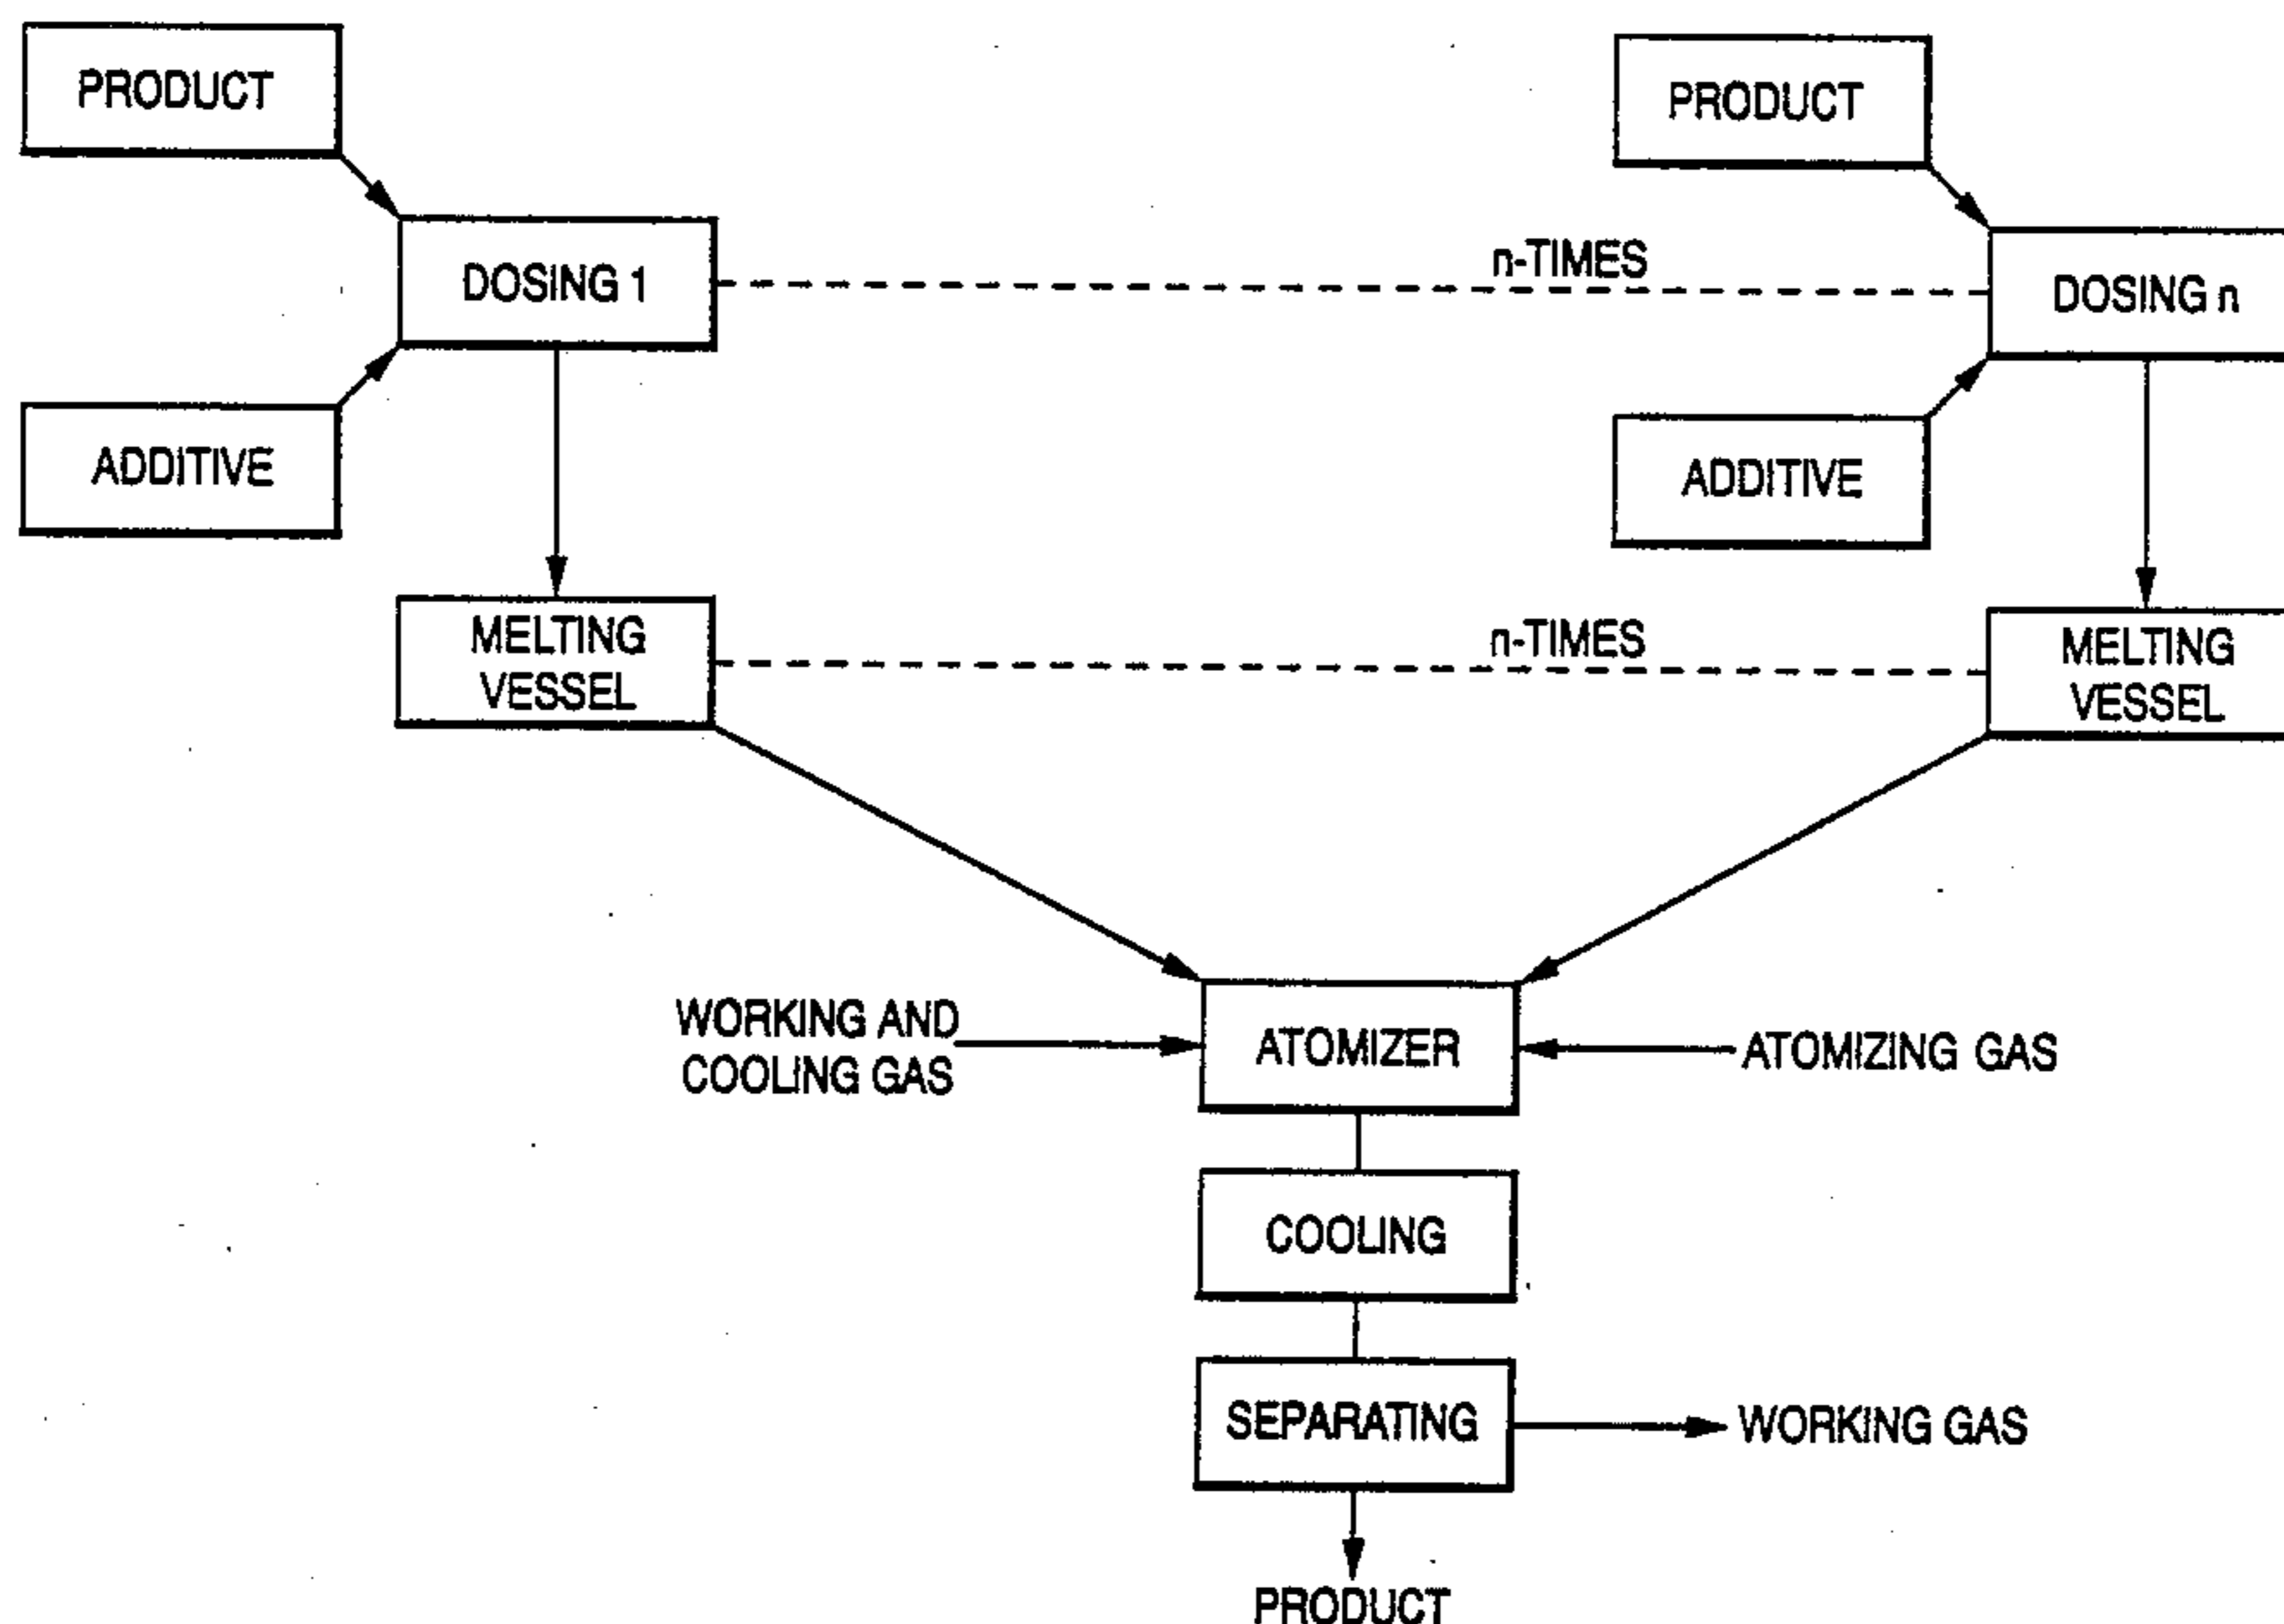 PRODUCT
PRODUCT
DOSING 1
n-TIMES
DOSING n
ADDITIVE
ADDITIVE
MELTING
VESSEL
n-TIMES
MELTING
VESSEL
WORKING AND
COOLING GAS
ATOMIZER
ATOMIZING GAS
COOLING
SEPARATING
WORKING GAS
PRODUCT